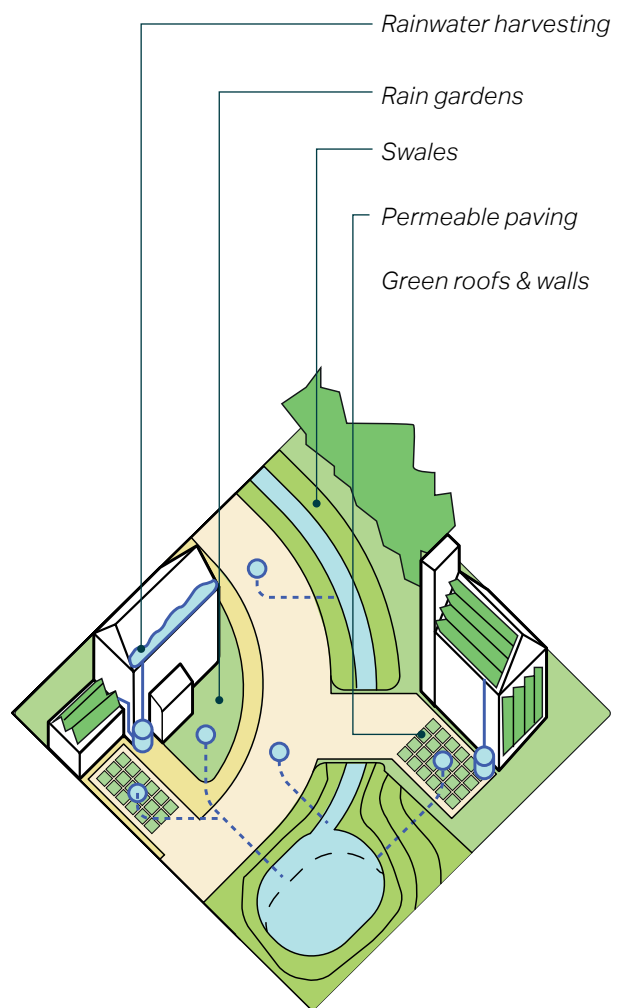 Rainwater harvesting
Rain gardens
Swales
Permeable paving
Green roofs & walls